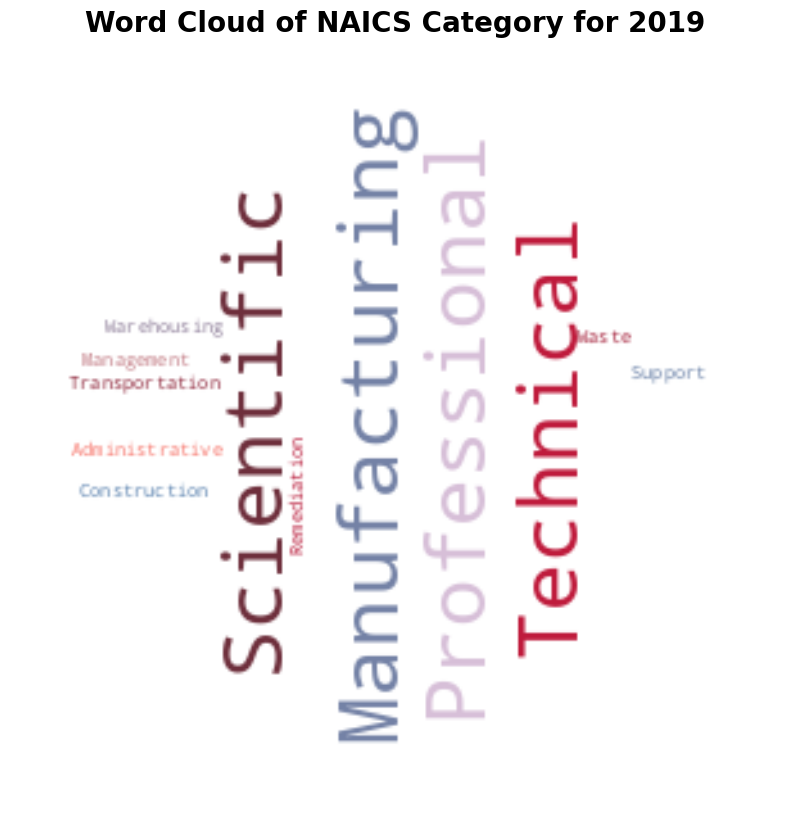 Word Cloud of NAICS Category for 2019
Scientific
Manufacturing
Professional
Technical
Warehousing
Management
Transportation
Administrative
Construction
Remediation
Waste
Support